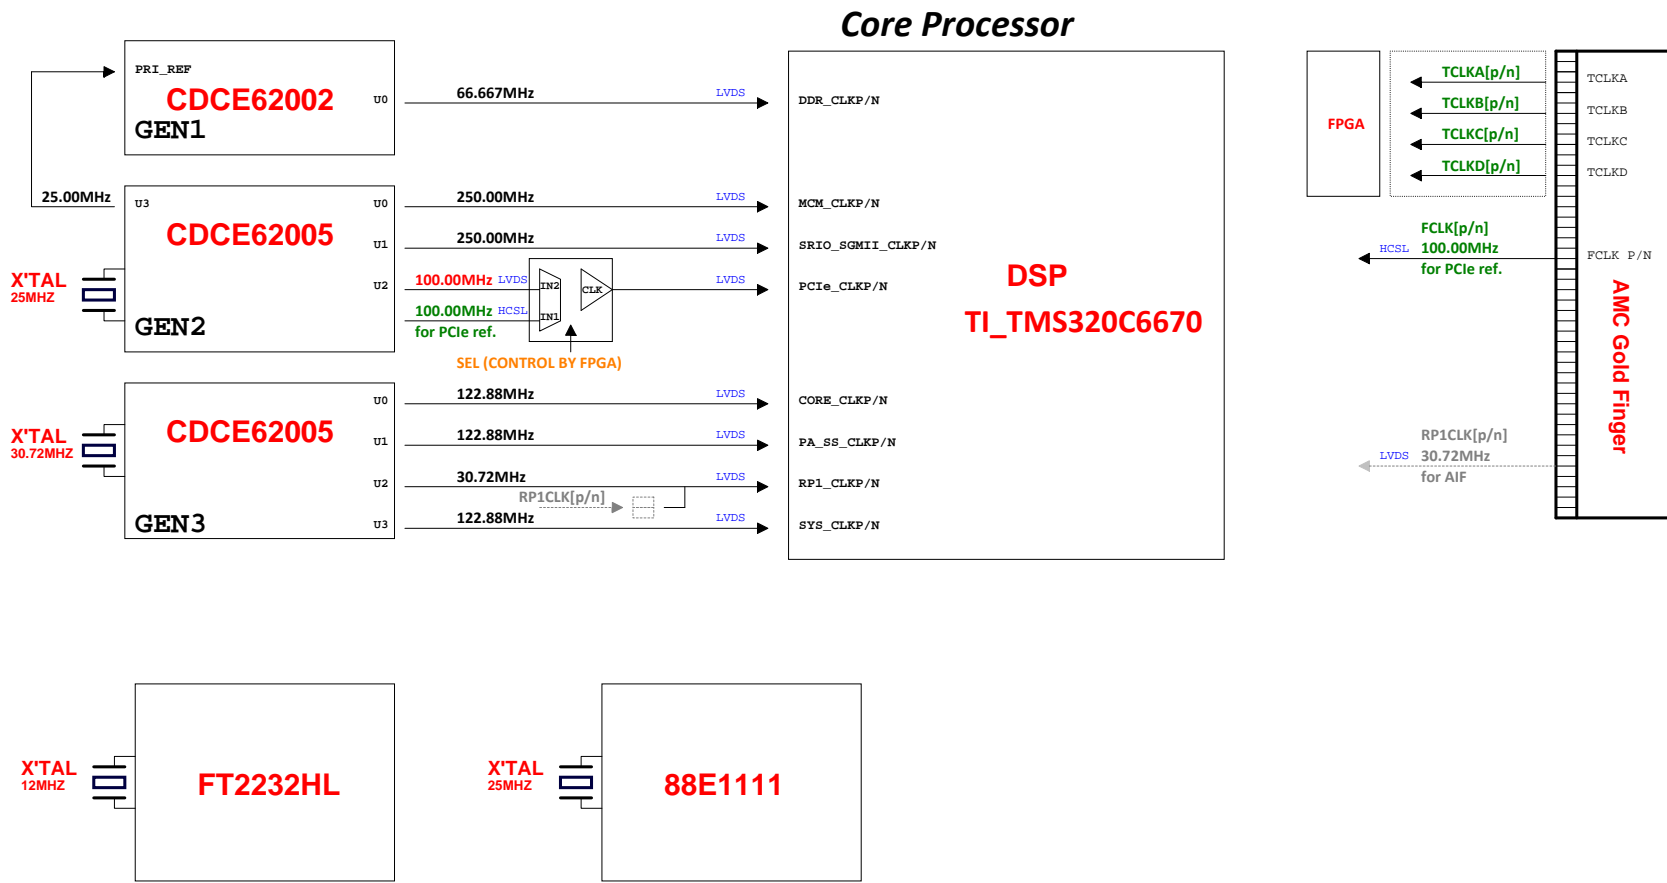 Core Processor
PRI_REF
CDCE62002
GEN1
U0
66.667MHz
LVDS
DDR_CLKP/N
25.00MHz
U3
CDCE62005
GEN2
X'TAL
25MHZ
U0
250.00MHz
LVDS
MCM_CLKP/N
U1
250.00MHz
LVDS
SRIO_SGMII_CLKP/N
U2
100.00MHz LVDS
IN2
CLK
LVDS
PCIe_CLKP/N
100.00MHz HCSL
IN1
for PCIe ref.
SEL (CONTROL BY FPGA)
DSP
TI_TMS320C6670
X'TAL
30.72MHZ
CDCE62005
GEN3
U0
122.88MHz
LVDS
CORE_CLKP/N
U1
122.88MHz
LVDS
PA_SS_CLKP/N
U2
30.72MHz
LVDS
RP1_CLKP/N
RP1CLK[p/n]
U3
122.88MHz
LVDS
SYS_CLKP/N
FPGA
TCLKA[p/n]
TCLKB[p/n]
TCLKC[p/n]
TCLKD[p/n]
TCLKA
TCLKB
TCLKC
TCLKD
FCLK[p/n]
HCSL 100.00MHz
for PCIe ref.
FCLK P/N
AMC Gold Finger
RP1CLK[p/n]
LVDS 30.72MHz
for AIF
X'TAL
12MHZ
FT2232HL
X'TAL
25MHZ
88E1111